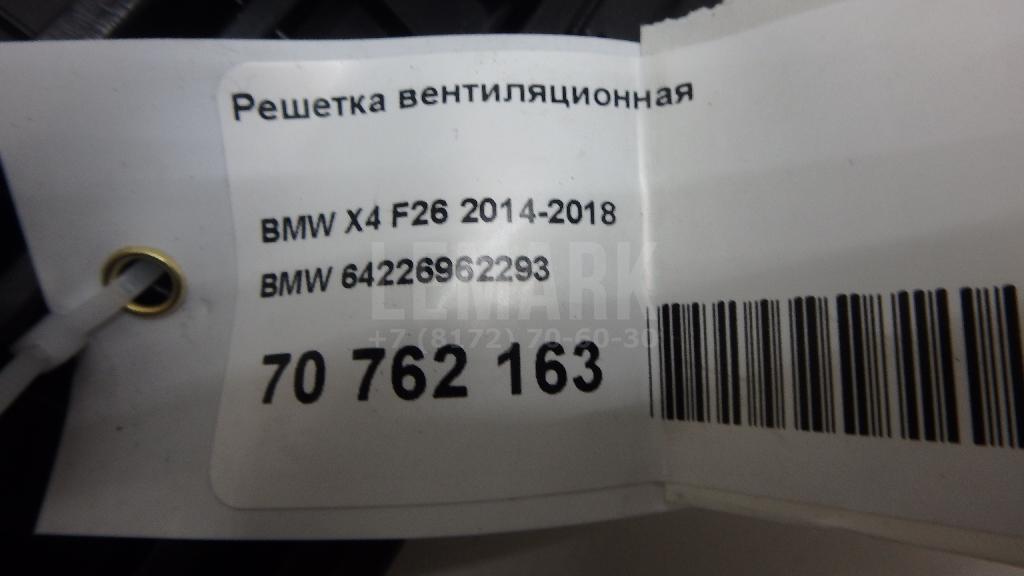 Решетка вентиляционная
BMW X4 F26 2014-2018
BMW 64226962293
LEMARK
+7 (8172) 70-60-30
70 762 163